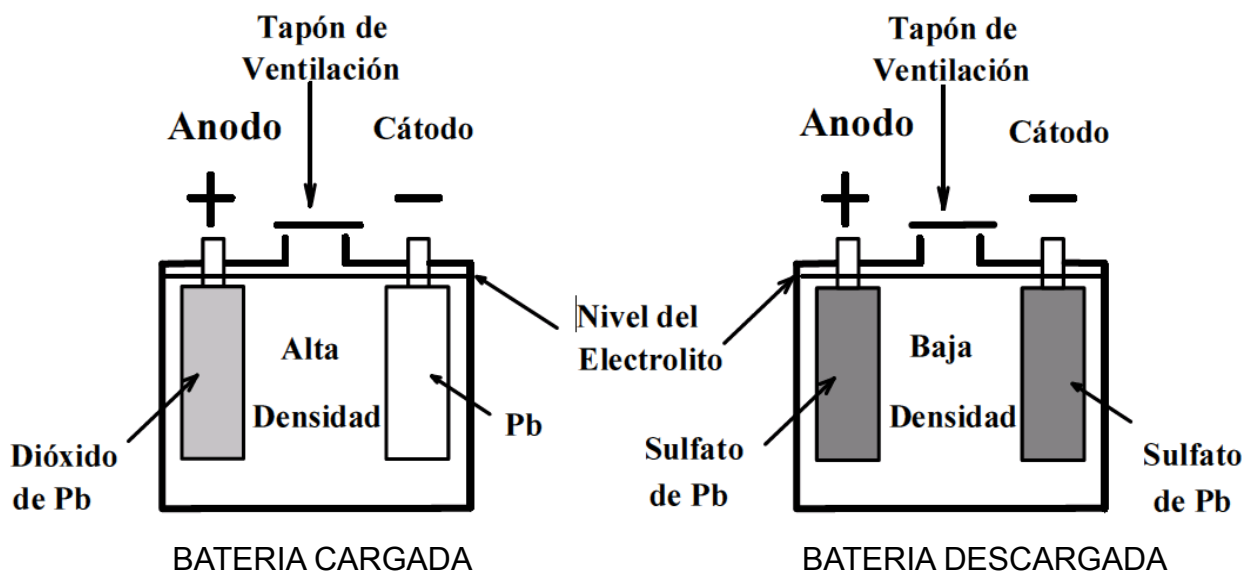 Tapón de
Ventilación
Anodo
Cátodo
+
−
Alta
Densidad
Dióxido
de Pb
Pb
BATERIA CARGADA
Nivel del
Electrolito
Tapón de
Ventilación
Anodo
Cátodo
+
−
Baja
Densidad
Sulfato
de Pb
Sulfato
de Pb
BATERIA DESCARGADA